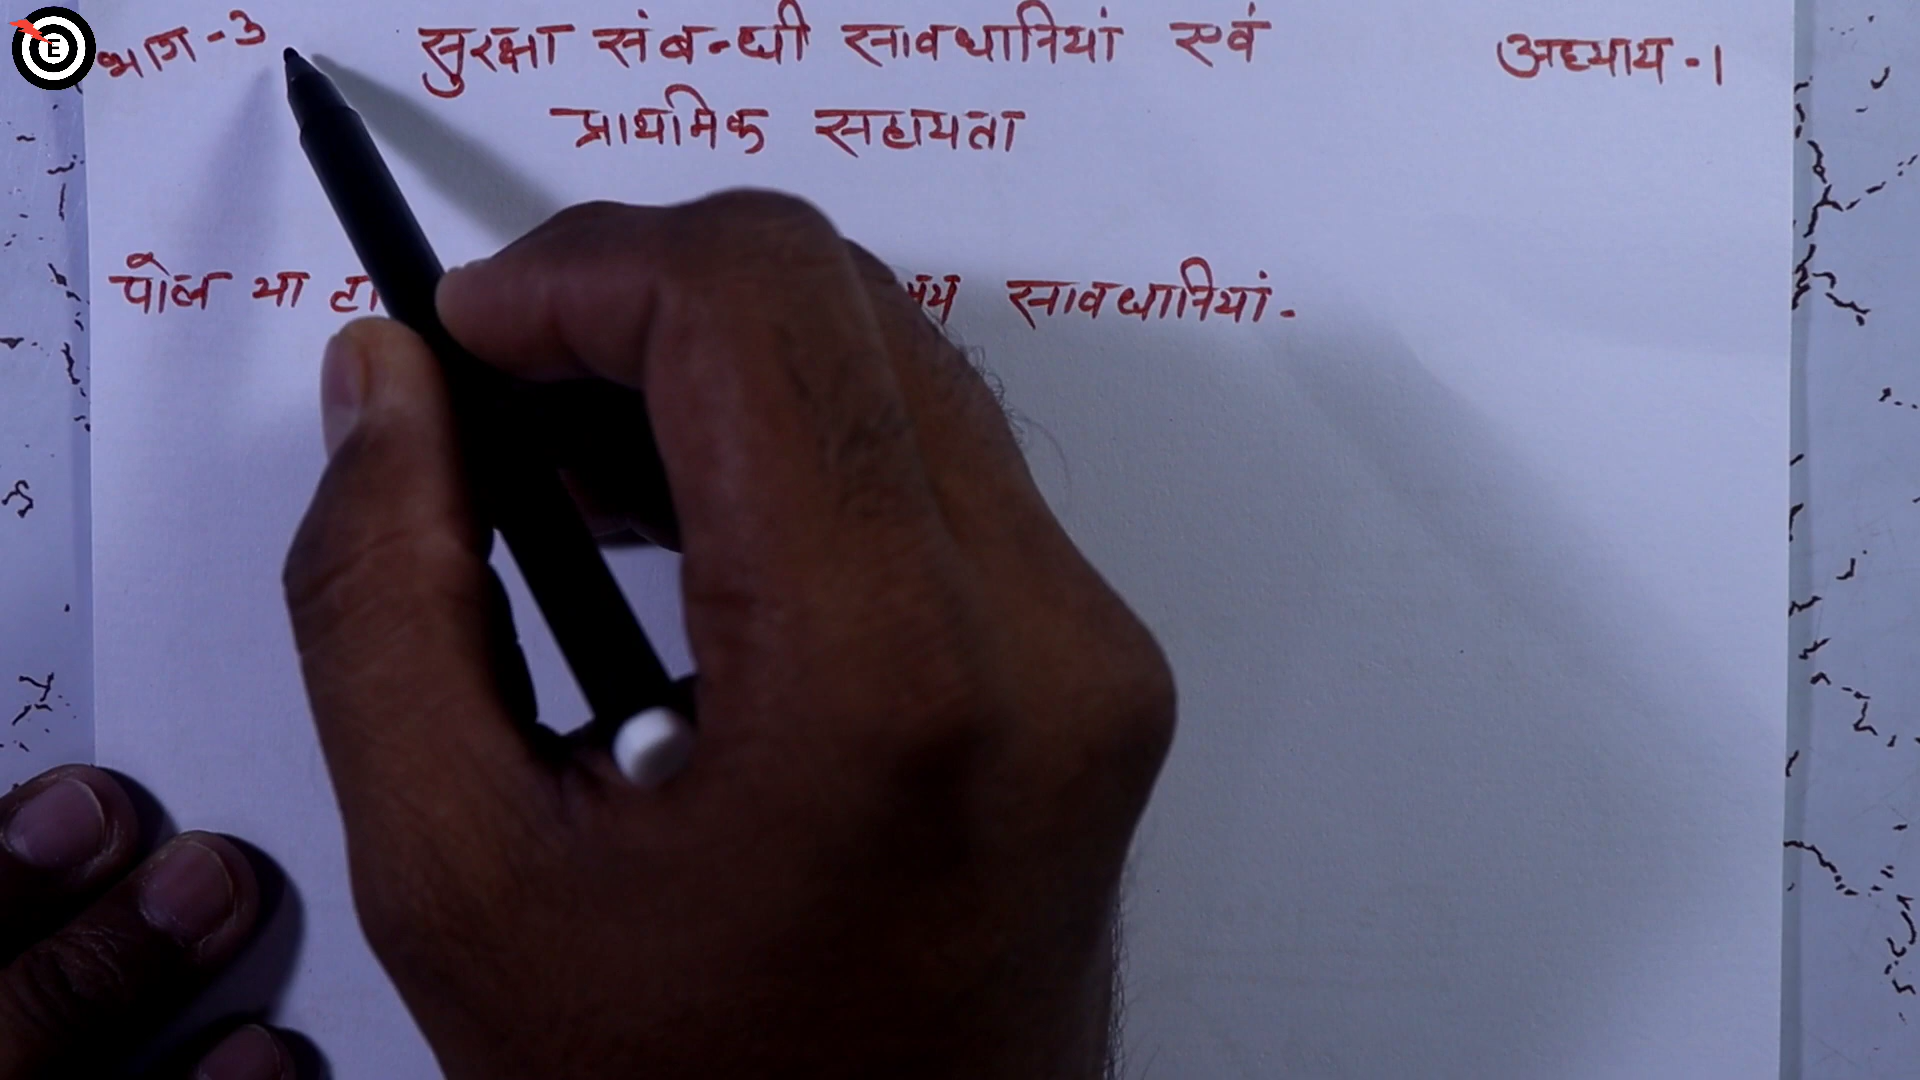 E
भाग-3 सुरक्षा संबन्धी सावधानियां एवं अध्याय-1
प्राथमिक सहायता
पोल या सावधानियां-